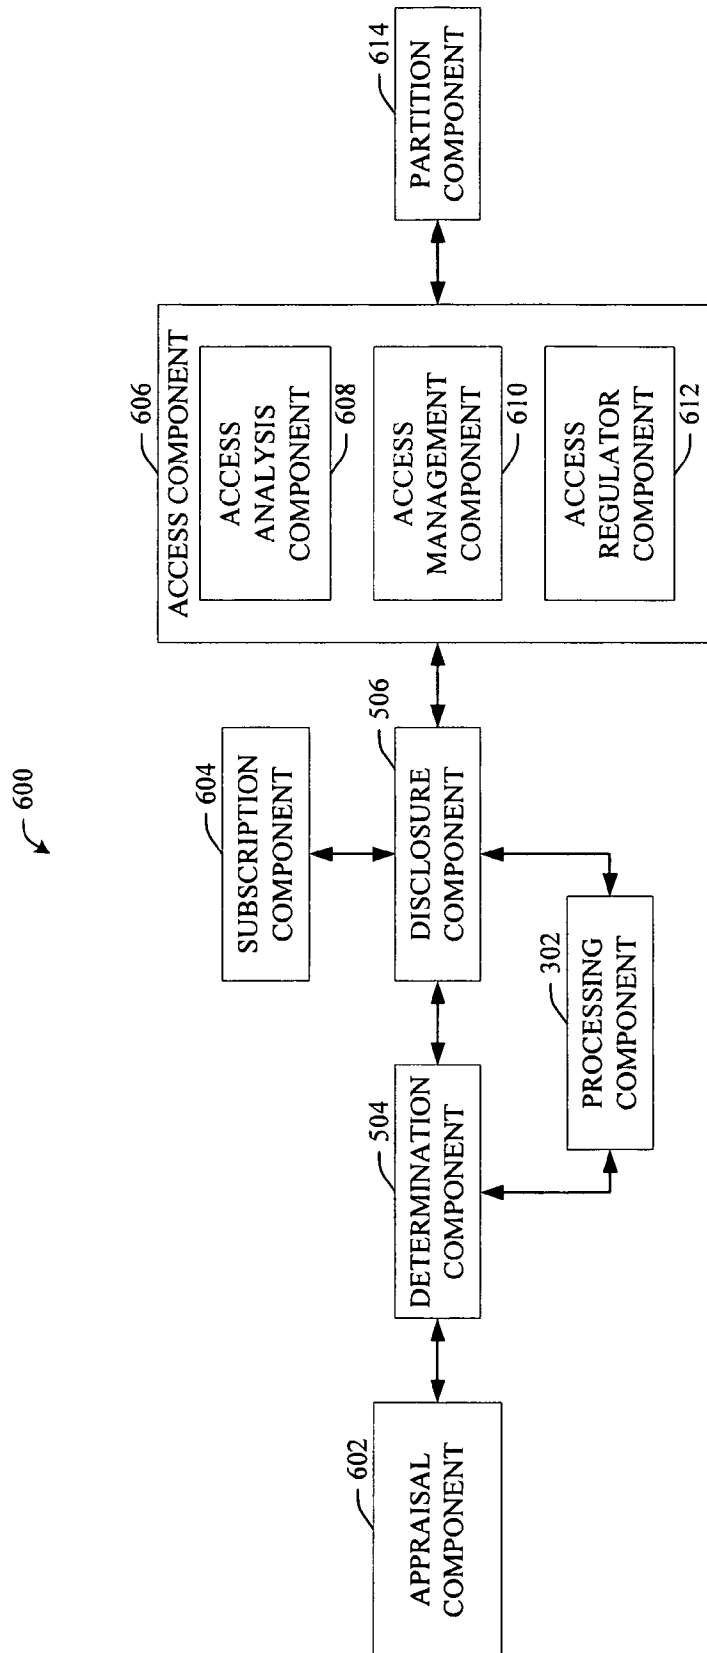 600
602
APPRAISAL
COMPONENT
504
DETERMINATION
COMPONENT
302
PROCESSING
COMPONENT
604
SUBSCRIPTION
COMPONENT
506
DISCLOSURE
COMPONENT
606
ACCESS COMPONENT
ACCESS
ANALYSIS
COMPONENT
608
ACCESS
MANAGEMENT
COMPONENT
610
ACCESS
REGULATOR
COMPONENT
612
614
PARTITION
COMPONENT